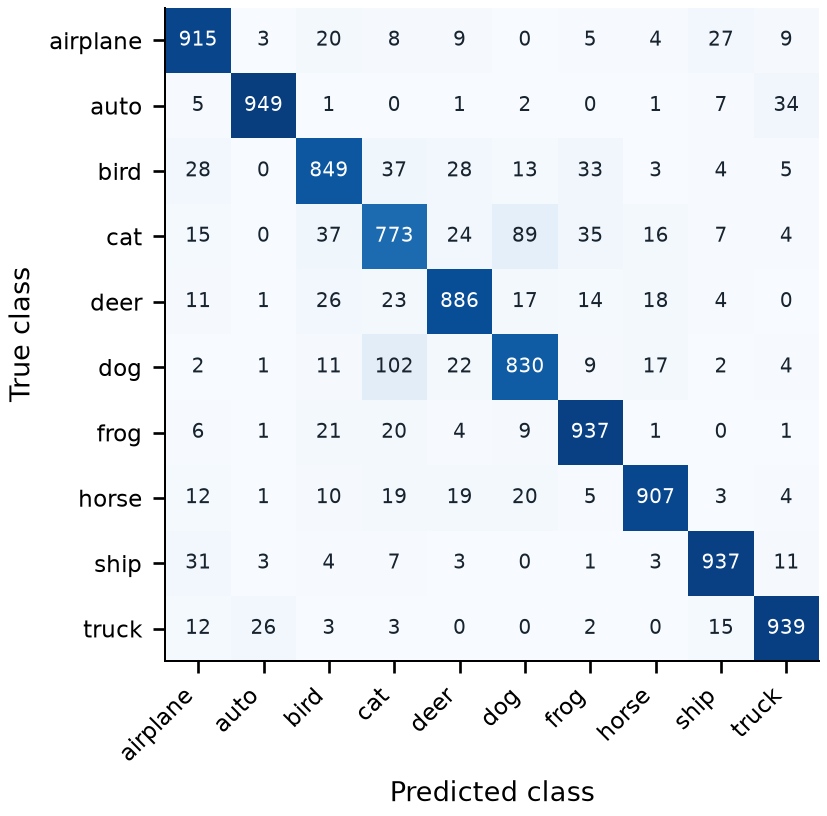 airplane 915 3 20 8 9 0 5 4 27 9
auto 5 949 1 0 1 2 0 1 7 34
bird 28 0 849 37 28 13 33 3 4 5
cat 15 0 37 773 24 89 35 16 7 4
deer 11 1 26 23 886 17 14 18 4 0
dog 2 1 11 102 22 830 9 17 2 4
frog 6 1 21 20 4 9 937 1 0 1
horse 12 1 10 19 19 20 5 907 3 4
ship 31 3 4 7 3 0 1 3 937 11
truck 12 26 3 3 0 0 2 0 15 939
True class
airplane auto bird cat deer dog frog horse ship truck
Predicted class